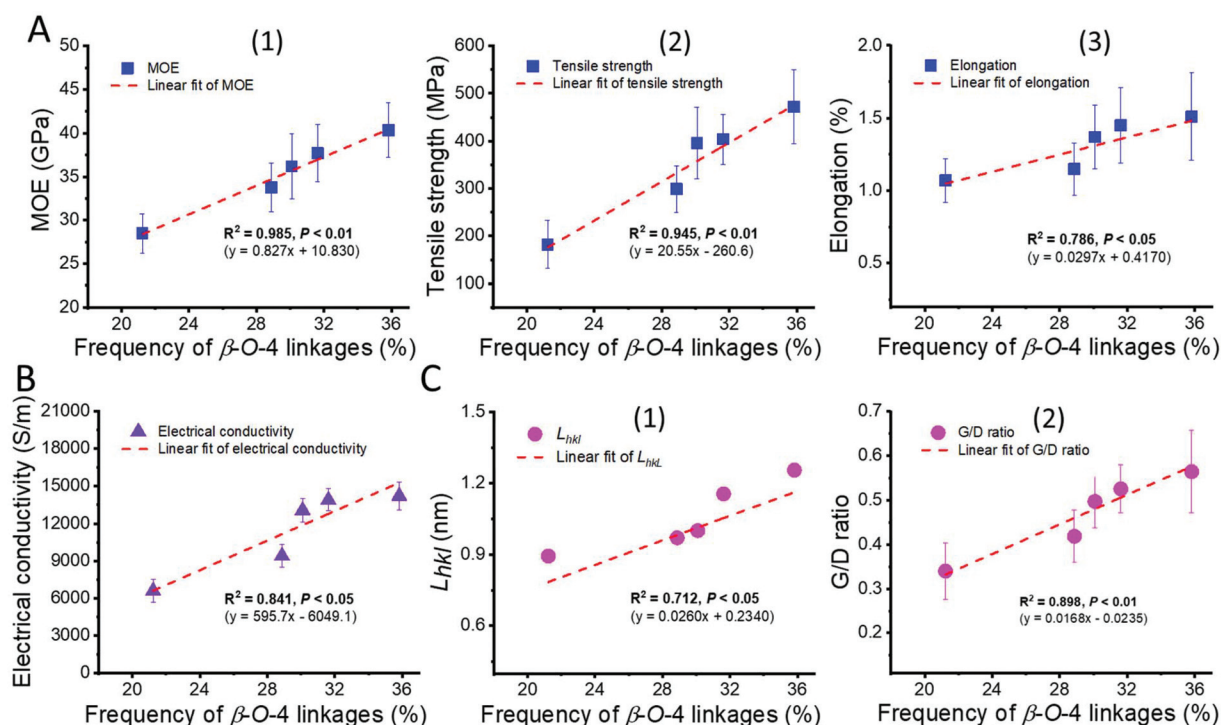 A
(1)
MOE
Linear fit of MOE
50
45
40
35
30
25
20
MOE (GPa)
R² = 0.985, P < 0.01
(y = 0.827x + 10.830)
20 24 28 32 36
Frequency of β-O-4 linkages (%)
(2)
Tensile strength
Linear fit of tensile strength
600
500
400
300
200
100
Tensile strength (MPa)
R² = 0.945, P < 0.01
(y = 20.55x - 260.6)
20 24 28 32 36
Frequency of β-O-4 linkages (%)
(3)
Elongation
Linear fit of elongation
2.0
1.5
1.0
0.5
0.2
Elongation (%)
R² = 0.786, P < 0.05
(y = 0.0297x + 0.4170)
20 24 28 32 36
Frequency of β-O-4 linkages (%)
B
Electrical conductivity
Linear fit of electrical conductivity
21000
18000
15000
12000
9000
6000
3000
0
Electrical conductivity (S/m)
R² = 0.841, P < 0.05
(y = 595.7x - 6049.1)
20 24 28 32 36
Frequency of β-O-4 linkages (%)
C
(1)
Lhkl
Linear fit of LhkL
1.5
1.2
0.9
0.6
0.4
Lhkl (nm)
R² = 0.712, P < 0.05
(y = 0.0260x + 0.2340)
20 24 28 32 36
Frequency of β-O-4 linkages (%)
(2)
G/D ratio
Linear fit of G/D ratio
0.7
0.6
0.5
0.4
0.3
0.2
G/D ratio
R² = 0.898, P < 0.01
(y = 0.0168x - 0.0235)
20 24 28 32 36
Frequency of β-O-4 linkages (%)